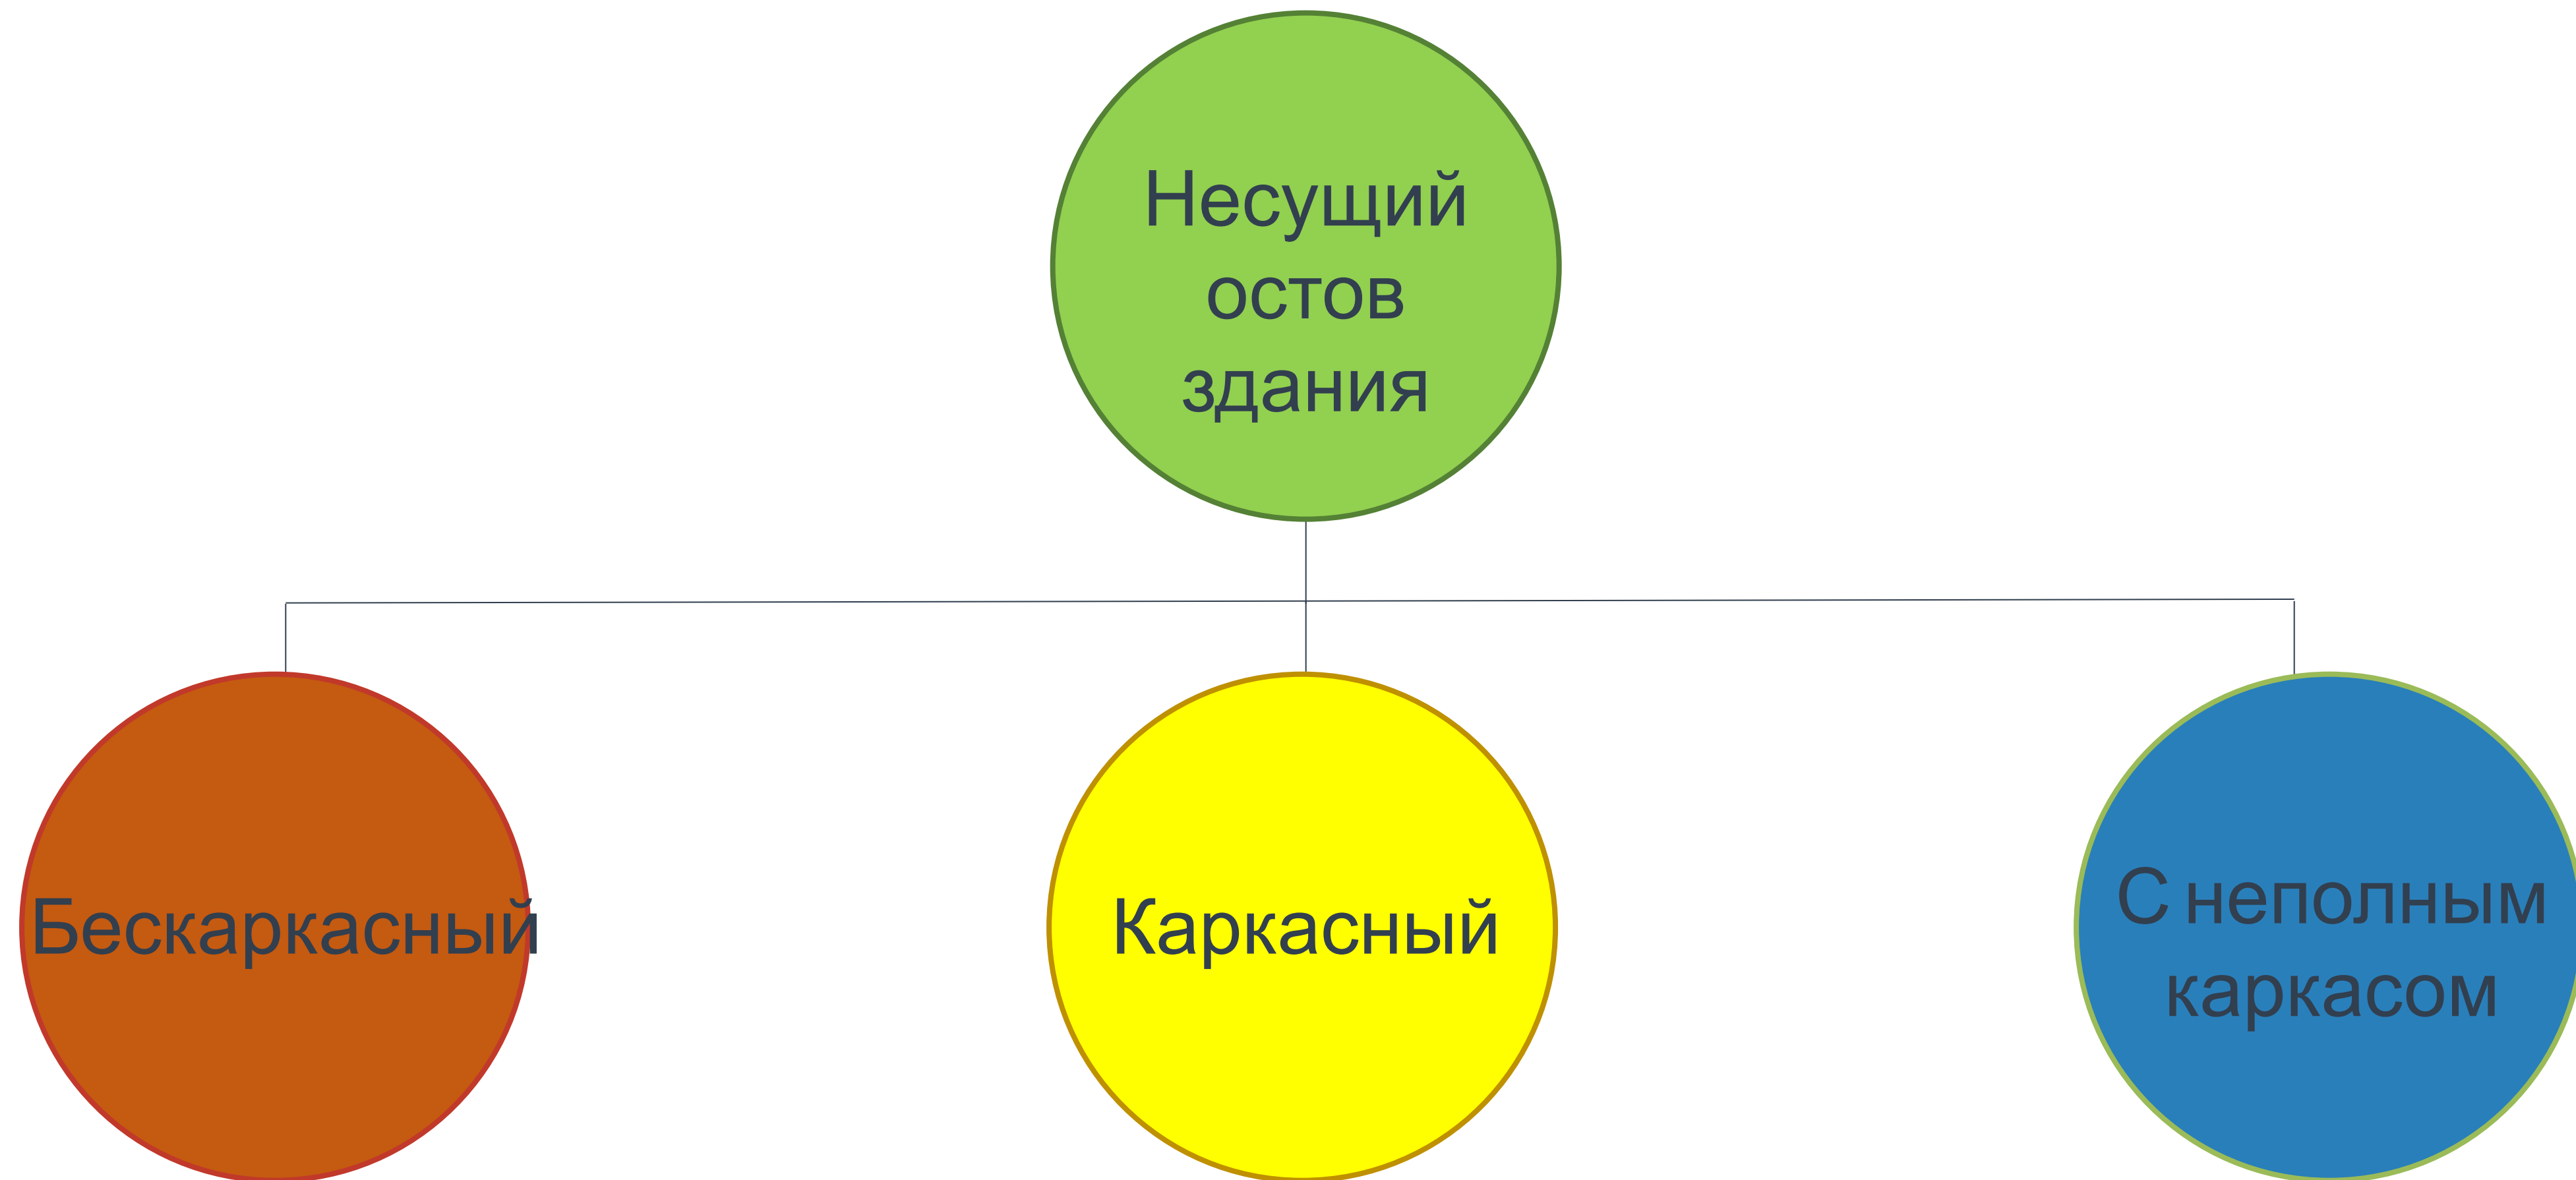 Несущий
остов
здания
Бескаркасный
Каркасный
С неполным
каркасом